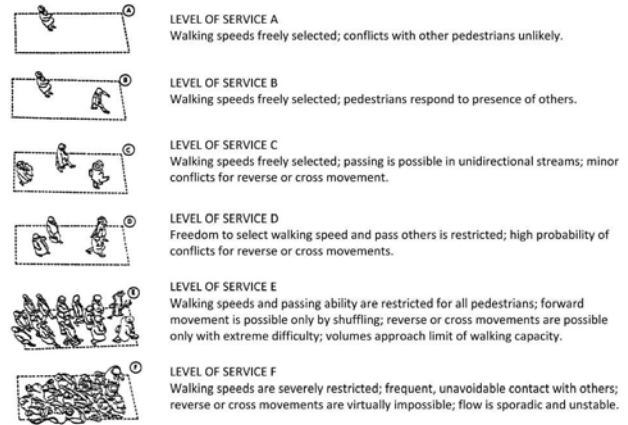 A
LEVEL OF SERVICE A
Walking speeds freely selected; conflicts with other pedestrians unlikely.
B
LEVEL OF SERVICE B
Walking speeds freely selected; pedestrians respond to presence of others.
C
LEVEL OF SERVICE C
Walking speeds freely selected; passing is possible in unidirectional streams; minor
conflicts for reverse or cross movement.
D
LEVEL OF SERVICE D
Freedom to select walking speed and pass others is restricted; high probability of
conflicts for reverse or cross movements.
E
LEVEL OF SERVICE E
Walking speeds and passing ability are restricted for all pedestrians; forward
movement is possible only by shuffling; reverse or cross movements are possible
only with extreme difficulty; volumes approach limit of walking capacity.
F
LEVEL OF SERVICE F
Walking speeds are severely restricted; frequent, unavoidable contact with others;
reverse or cross movements are virtually impossible; flow is sporadic and unstable.